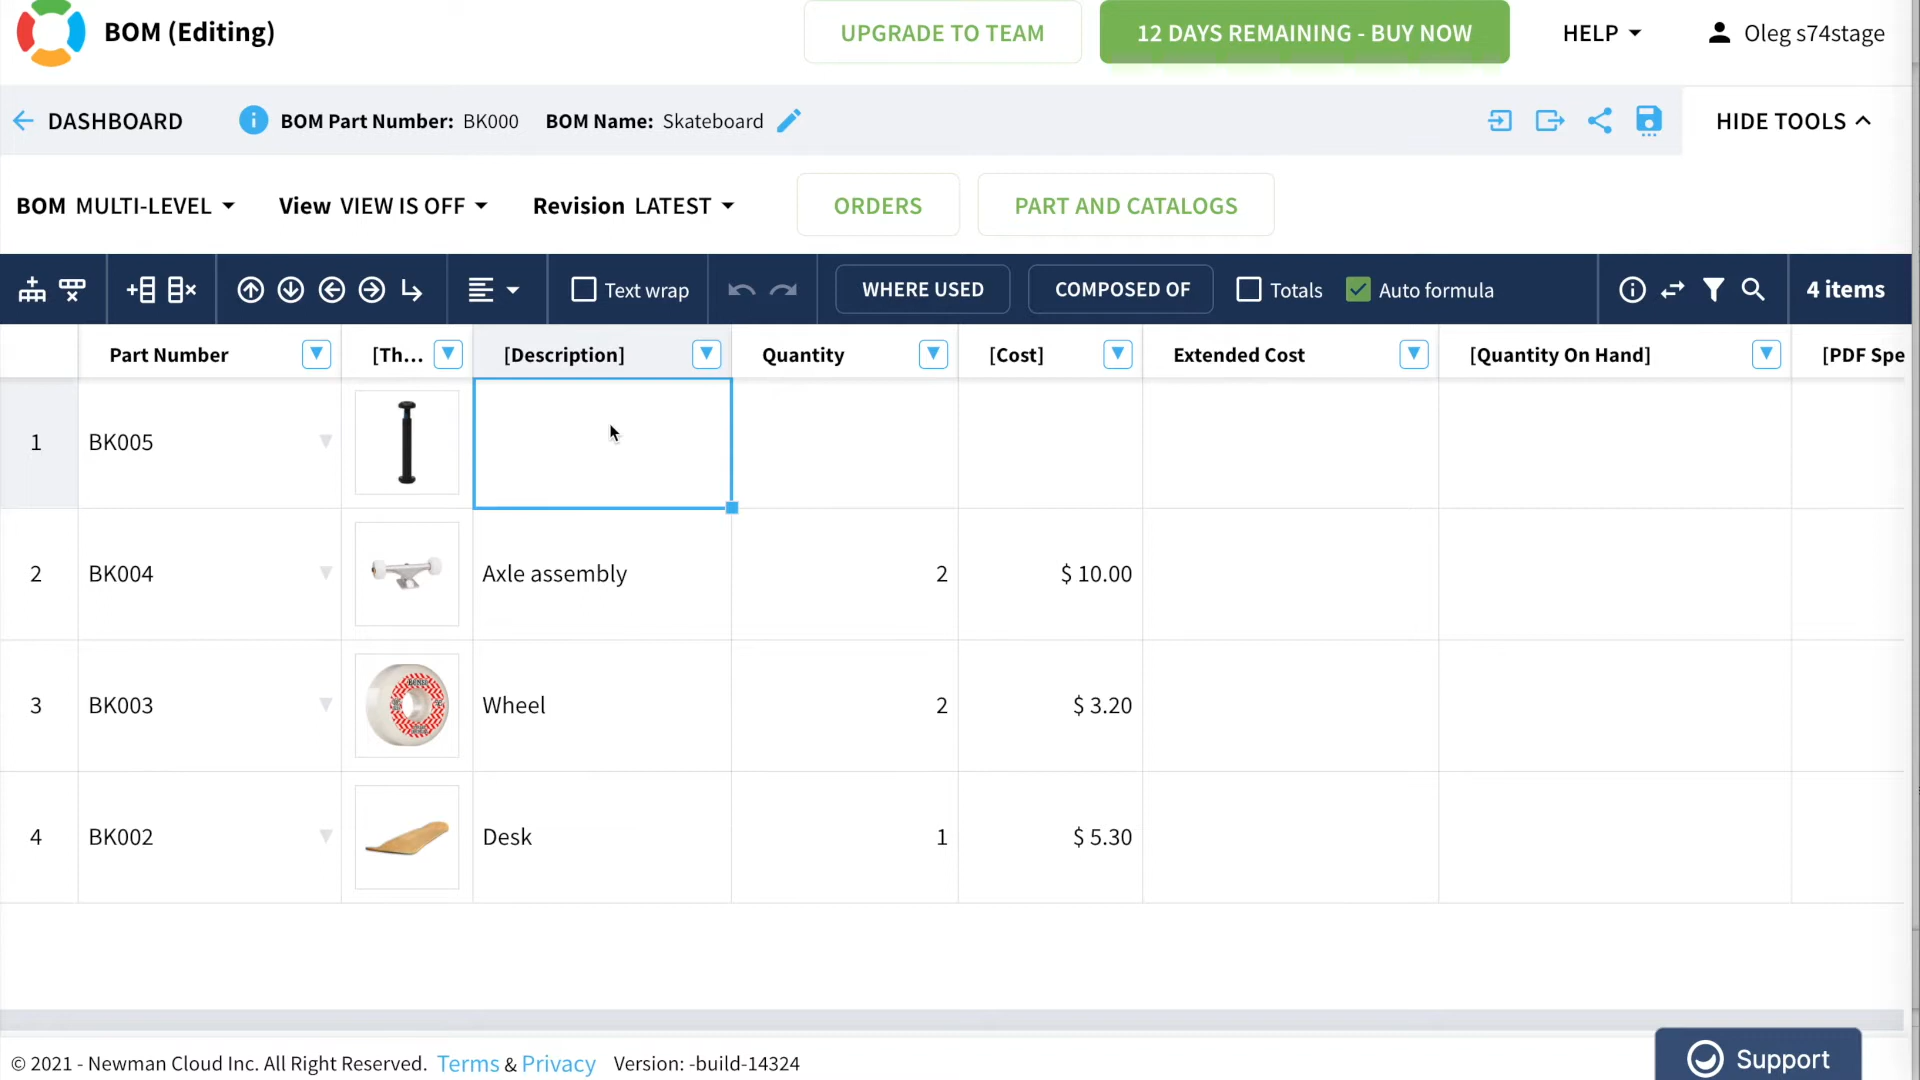 BOM (Editing)
UPGRADE TO TEAM
12 DAYS REMAINING - BUY NOW
HELP
Oleg s74stage
DASHBOARD
BOM Part Number: BK000
BOM Name: Skateboard
HIDE TOOLS
BOM MULTI-LEVEL
View VIEW IS OFF
Revision LATEST
ORDERS
PART AND CATALOGS
Text wrap
WHERE USED
COMPOSED OF
Totals
Auto formula
4 items
Part Number
[Th...
[Description]
Quantity
[Cost]
Extended Cost
[Quantity On Hand]
[PDF Spe
1 BK005
2 BK004 Axle assembly 2 $ 10.00
3 BK003 Wheel 2 $ 3.20
4 BK002 Desk 1 $ 5.30
© 2021 - Newman Cloud Inc. All Right Reserved. Terms & Privacy Version: -build-14324
Support